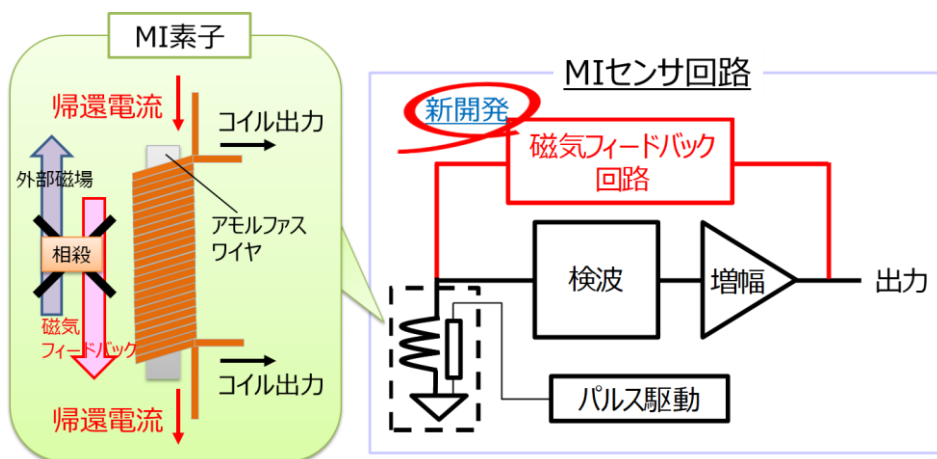 MI素子
帰還電流
コイル出力
外部磁場
アモルファス
ワイヤ
相殺
磁気
フィードバック
コイル出力
帰還電流
MIセンサ回路
新開発
磁気フィードバック
回路
検波
増幅
出力
パルス駆動